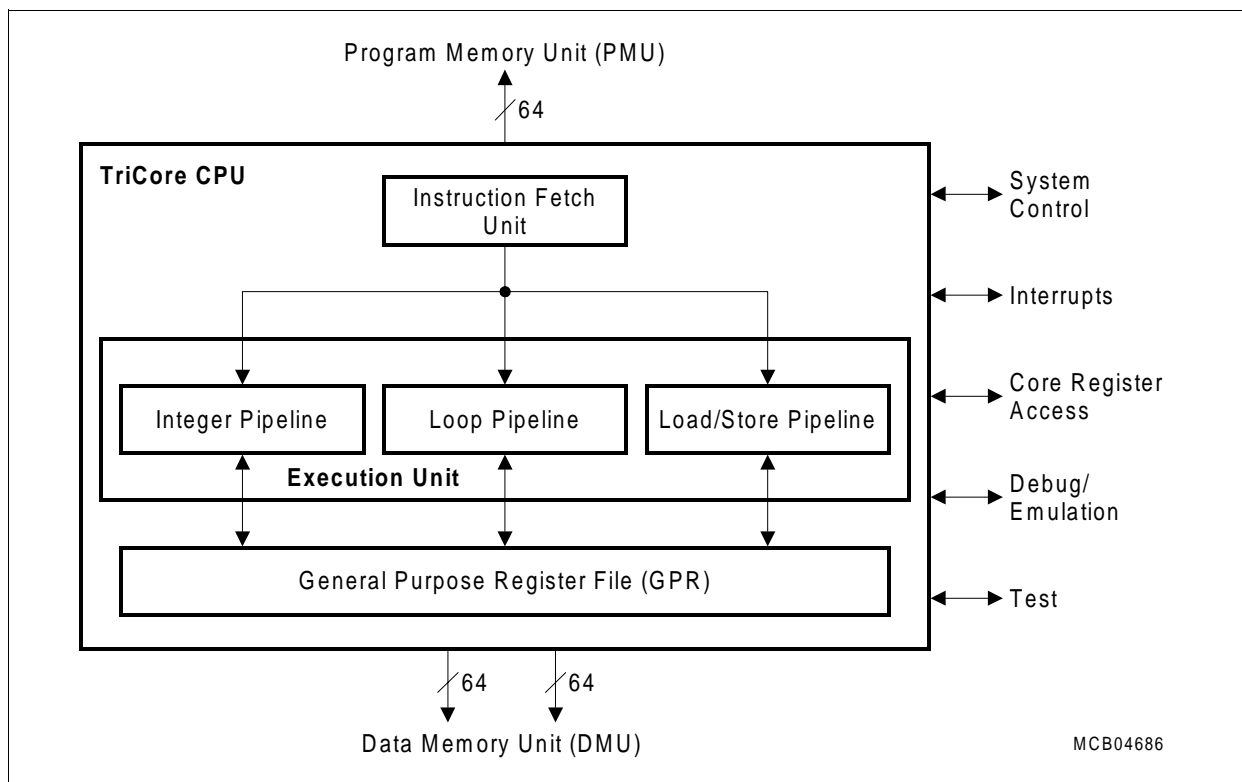 Program Memory Unit (PMU)
64
TriCore CPU
Instruction Fetch
Unit
System
Control
Interrupts
Integer Pipeline
Loop Pipeline
Load/Store Pipeline
Core Register
Access
Execution Unit
Debug/
Emulation
General Purpose Register File (GPR)
Test
64
64
Data Memory Unit (DMU)
MCB04686